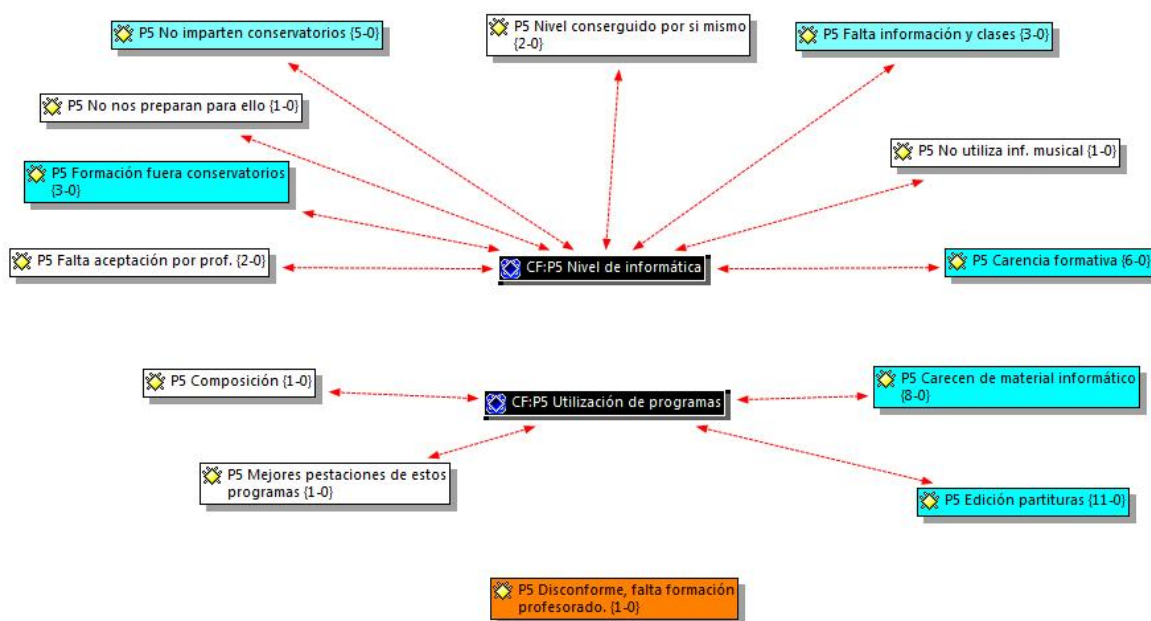 P5 No imparten conservatorios {5-0}
P5 Nivel conserguido por si mismo
{2-0}
P5 Falta información y clases {3-0}
P5 No nos preparan para ello {1-0}
P5 No utiliza inf. musical {1-0}
P5 Formación fuera conservatorios
{3-0}
P5 Falta aceptación por prof. {2-0}
CF:P5 Nivel de informática
P5 Carencia formativa {6-0}
P5 Composición {1-0}
CF:P5 Utilización de programas
P5 Carecen de material informático
{8-0}
P5 Mejores pestaciones de estos
programas {1-0}
P5 Edición partituras {11-0}
P5 Disconforme, falta formación
profesorado. {1-0}